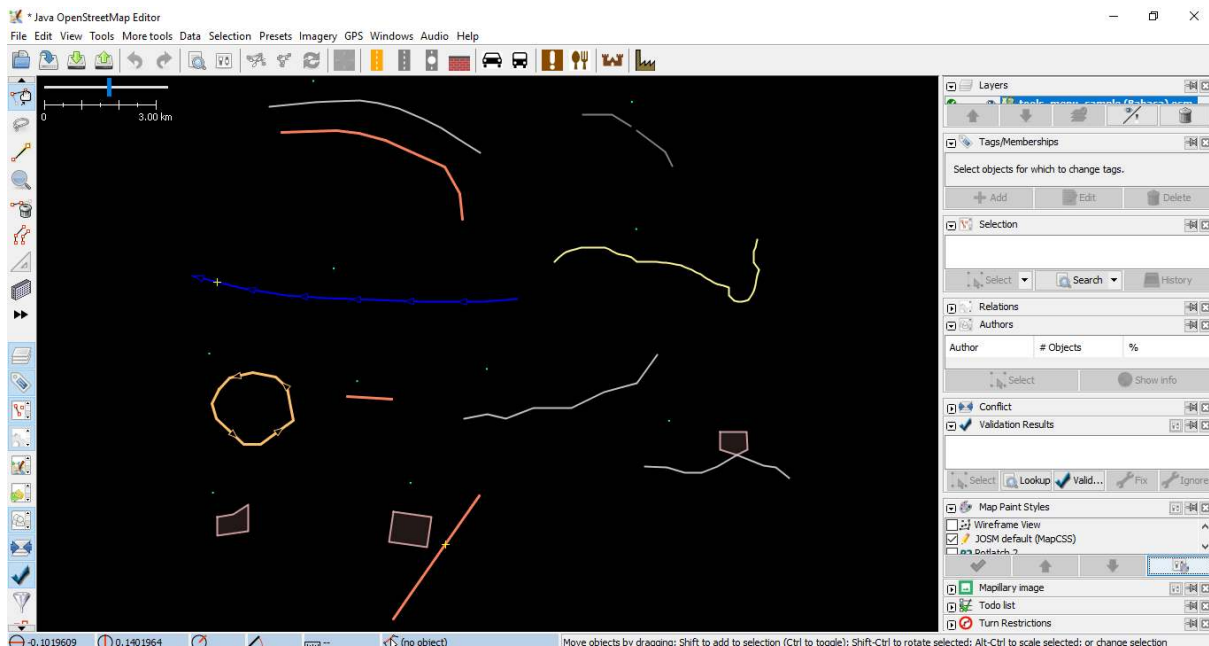 * Java OpenStreetMap Editor
File Edit View Tools More tools Data Selection Presets Imagery GPS Windows Audio Help
0 3.00 km
Layers
tools_menu_sample (Bahasa).osm
Tags/Memberships
Select objects for which to change tags.
Add Edit Delete
Selection
Select Search History
Relations
Authors
Author # Objects %
Select Show info
Conflict
Validation Results
Select Lookup Valid... Fix Ignore
Map Paint Styles
Wireframe View
JOSM default (MapCSS)
Potlatch 2
Mapillary image
Todo list
Turn Restrictions
-0.1019609 0.1401964 -- (no object) Move objects by dragging; Shift to add to selection (Ctrl to toggle); Shift-Ctrl to rotate selected; Alt-Ctrl to scale selected; or change selection